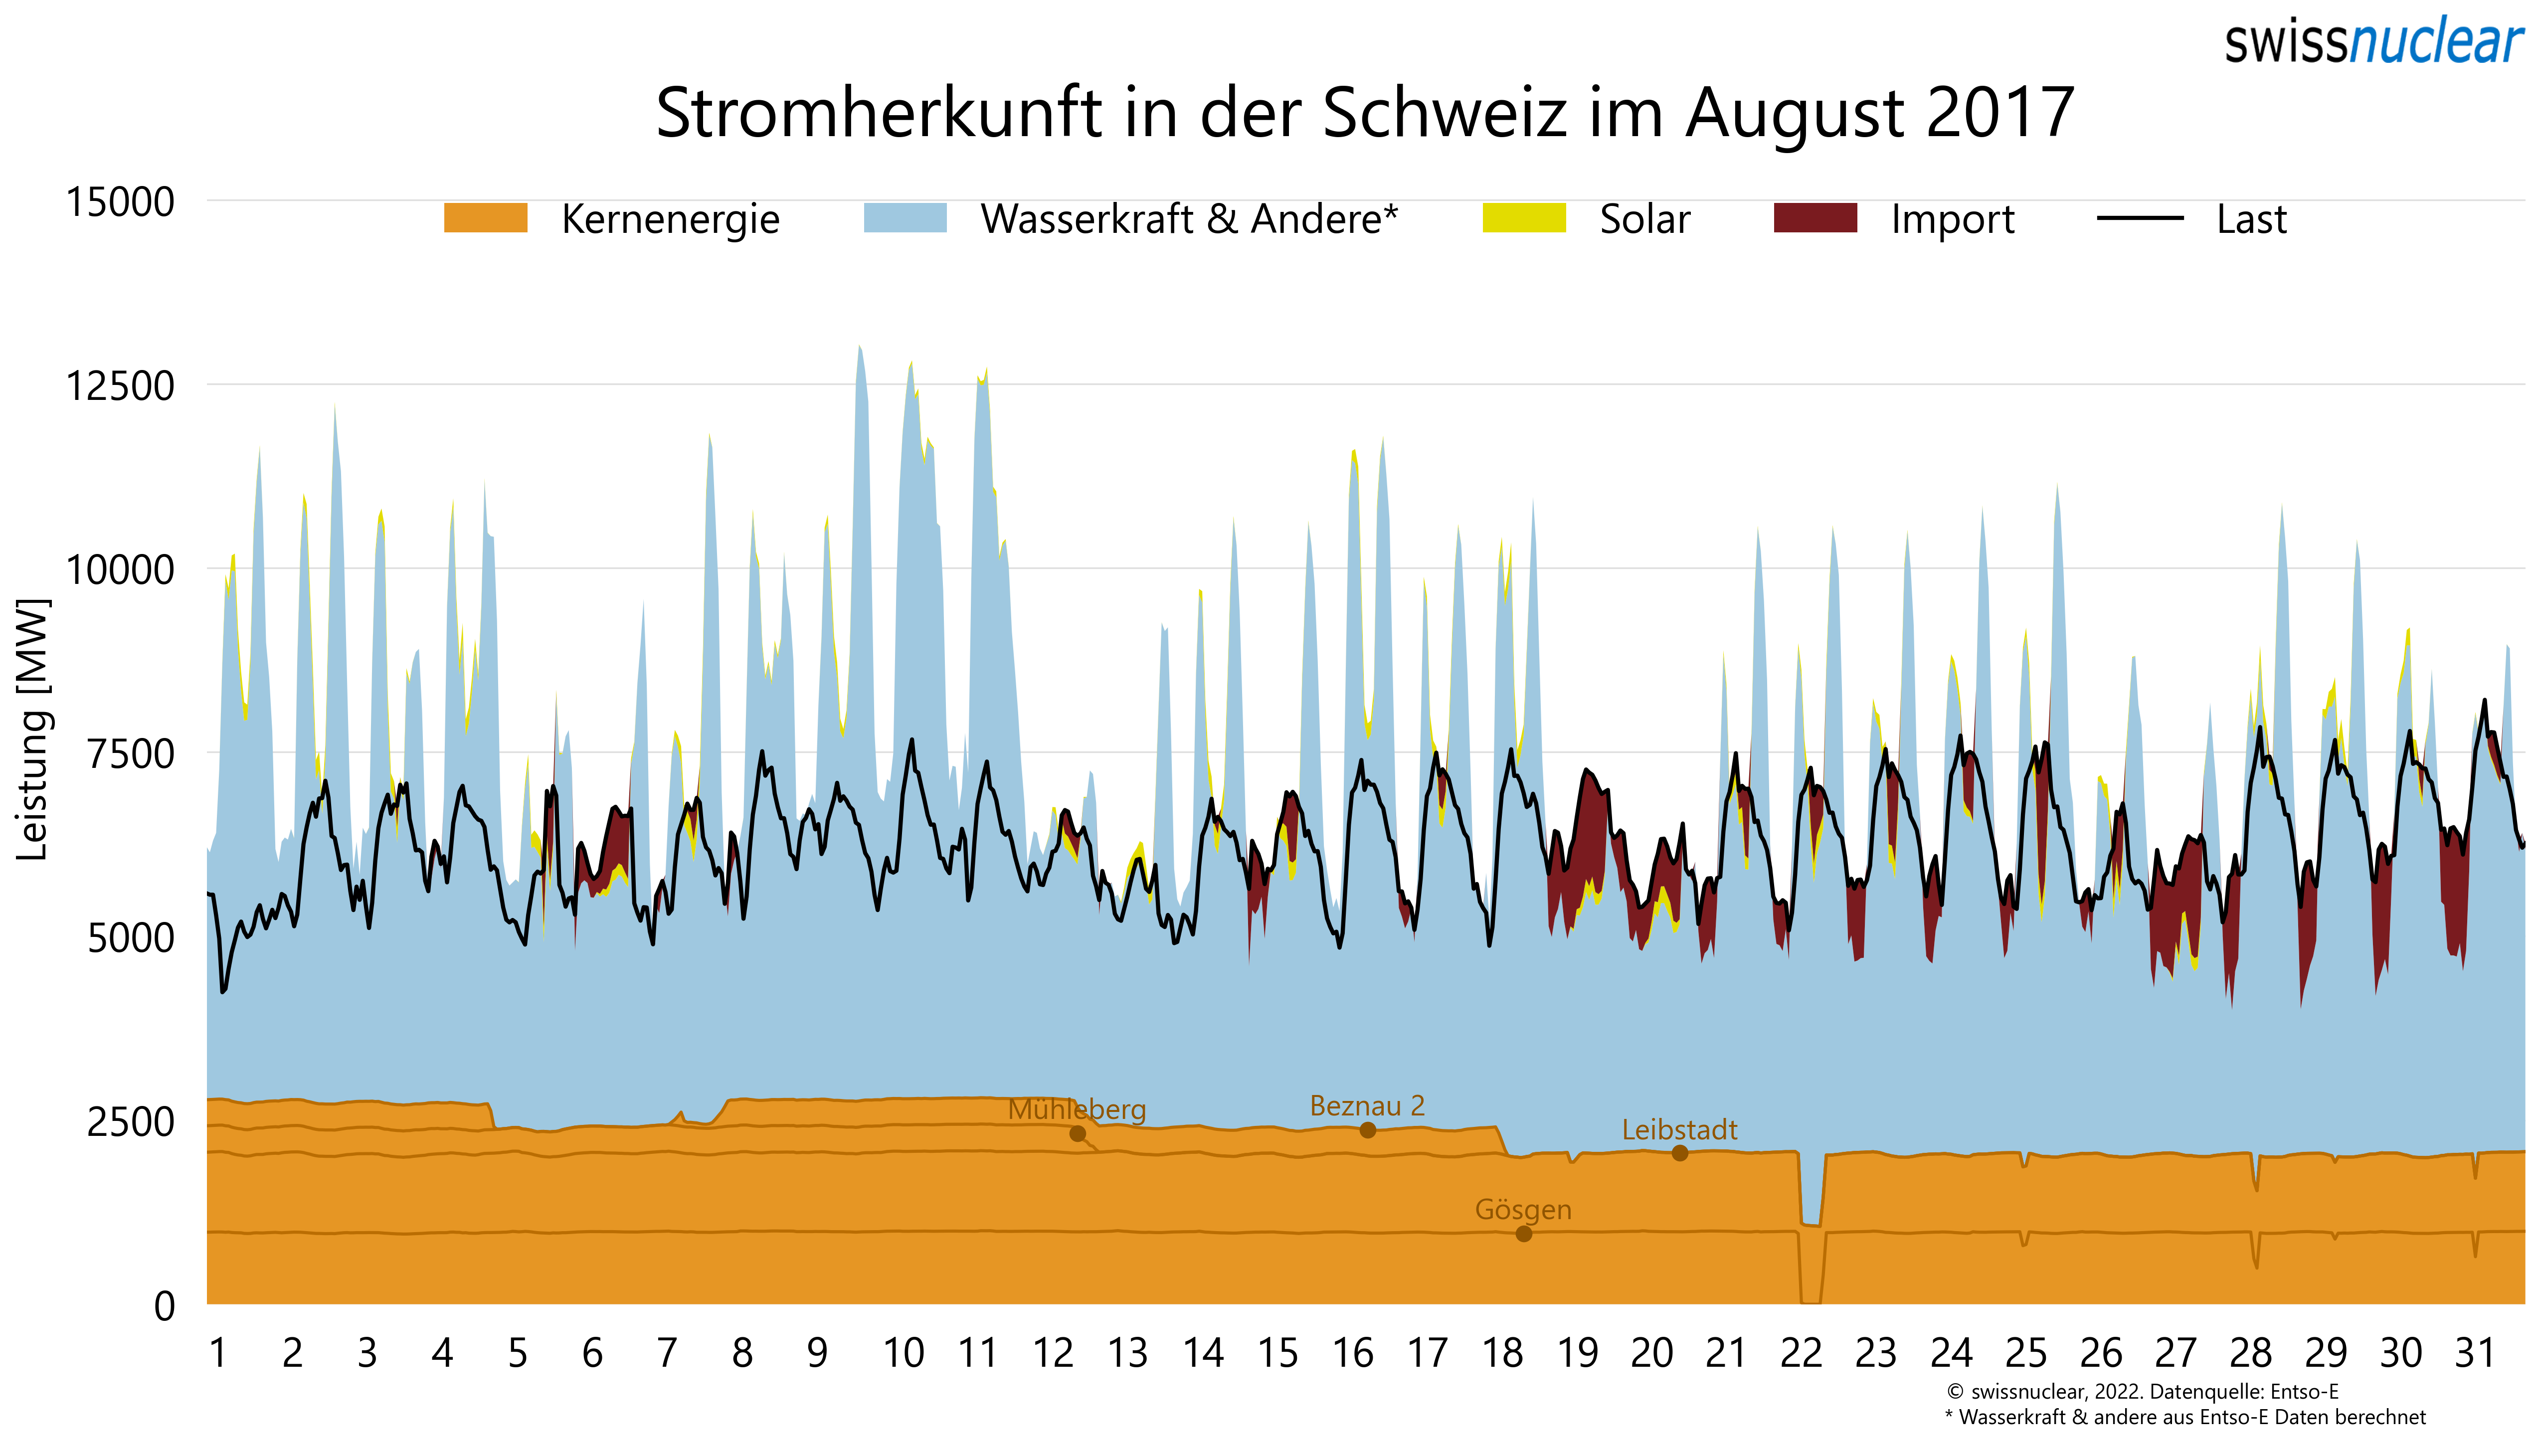 swissnuclear
Stromherkunft in der Schweiz im August 2017
Kernenergie Wasserkraft & Andere* Solar Import Last
Leistung [MW]
15000
12500
10000
7500
5000
2500
0
Mühleberg
Beznau 2
Leibstadt
Gösgen
1 2 3 4 5 6 7 8 9 10 11 12 13 14 15 16 17 18 19 20 21 22 23 24 25 26 27 28 29 30 31
© swissnuclear, 2022. Datenquelle: Entso-E
* Wasserkraft & andere aus Entso-E Daten berechnet